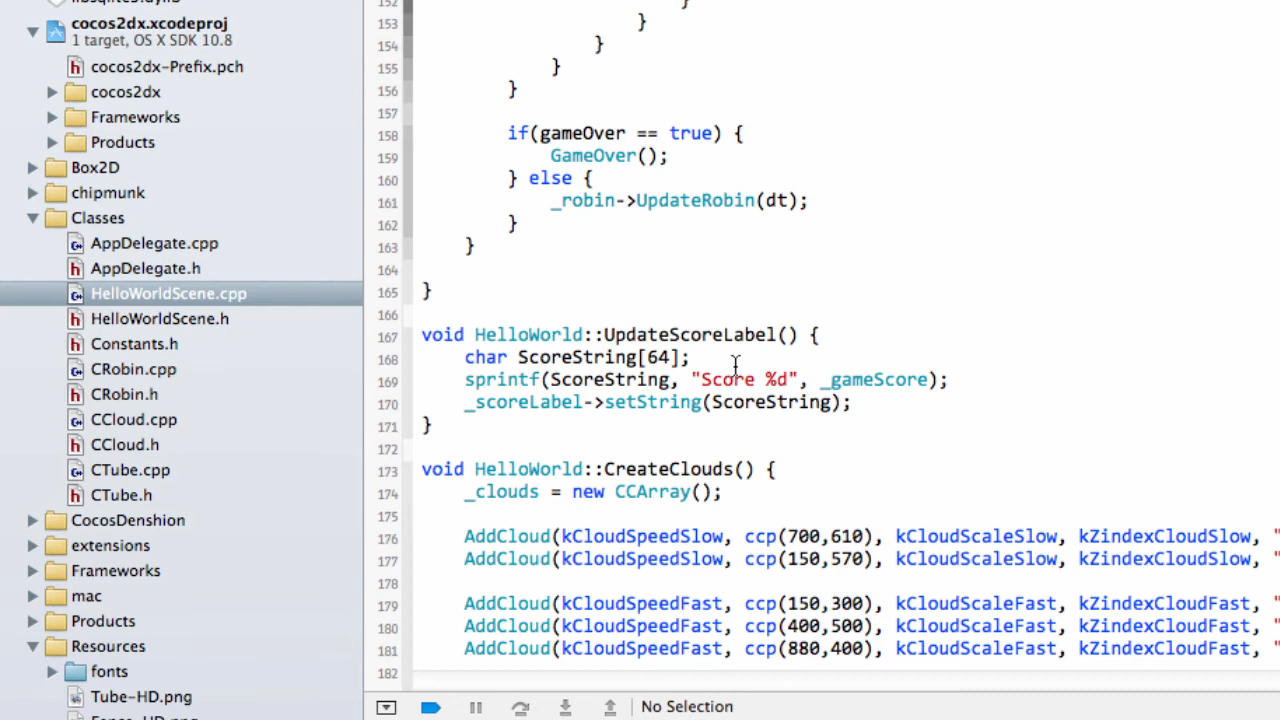 cocos2dx.xcodeproj
1 target, OS X SDK 10.8
cocos2dx-Prefix.pch
cocos2dx
Frameworks
Products
Box2D
chipmunk
Classes
AppDelegate.cpp
AppDelegate.h
HelloWorldScene.cpp
HelloWorldScene.h
Constants.h
CRobin.cpp
CRobin.h
CCloud.cpp
CCloud.h
CTube.cpp
CTube.h
CocosDenshion
extensions
Frameworks
mac
Products
Resources
fonts
Tube-HD.png
152 }
153 }
154 }
155 }
156 }
157
158 if(gameOver == true) {
159 GameOver();
160 } else {
161 _robin->UpdateRobin(dt);
162 }
163 }
164
165 }
166
167 void HelloWorld::UpdateScoreLabel() {
168 char ScoreString[64];
169 sprintf(ScoreString, "Score %d", _gameScore);
170 _scoreLabel->setString(ScoreString);
171 }
172
173 void HelloWorld::CreateClouds() {
174 _clouds = new CCArray();
175
176 AddCloud(kCloudSpeedSlow, ccp(700,610), kCloudScaleSlow, kZindexCloudSlow, "
177 AddCloud(kCloudSpeedSlow, ccp(150,570), kCloudScaleSlow, kZindexCloudSlow, "
178
179 AddCloud(kCloudSpeedFast, ccp(150,300), kCloudScaleFast, kZindexCloudFast, "
180 AddCloud(kCloudSpeedFast, ccp(400,500), kCloudScaleFast, kZindexCloudFast, "
181 AddCloud(kCloudSpeedFast, ccp(880,400), kCloudScaleFast, kZindexCloudFast, "
182
No Selection